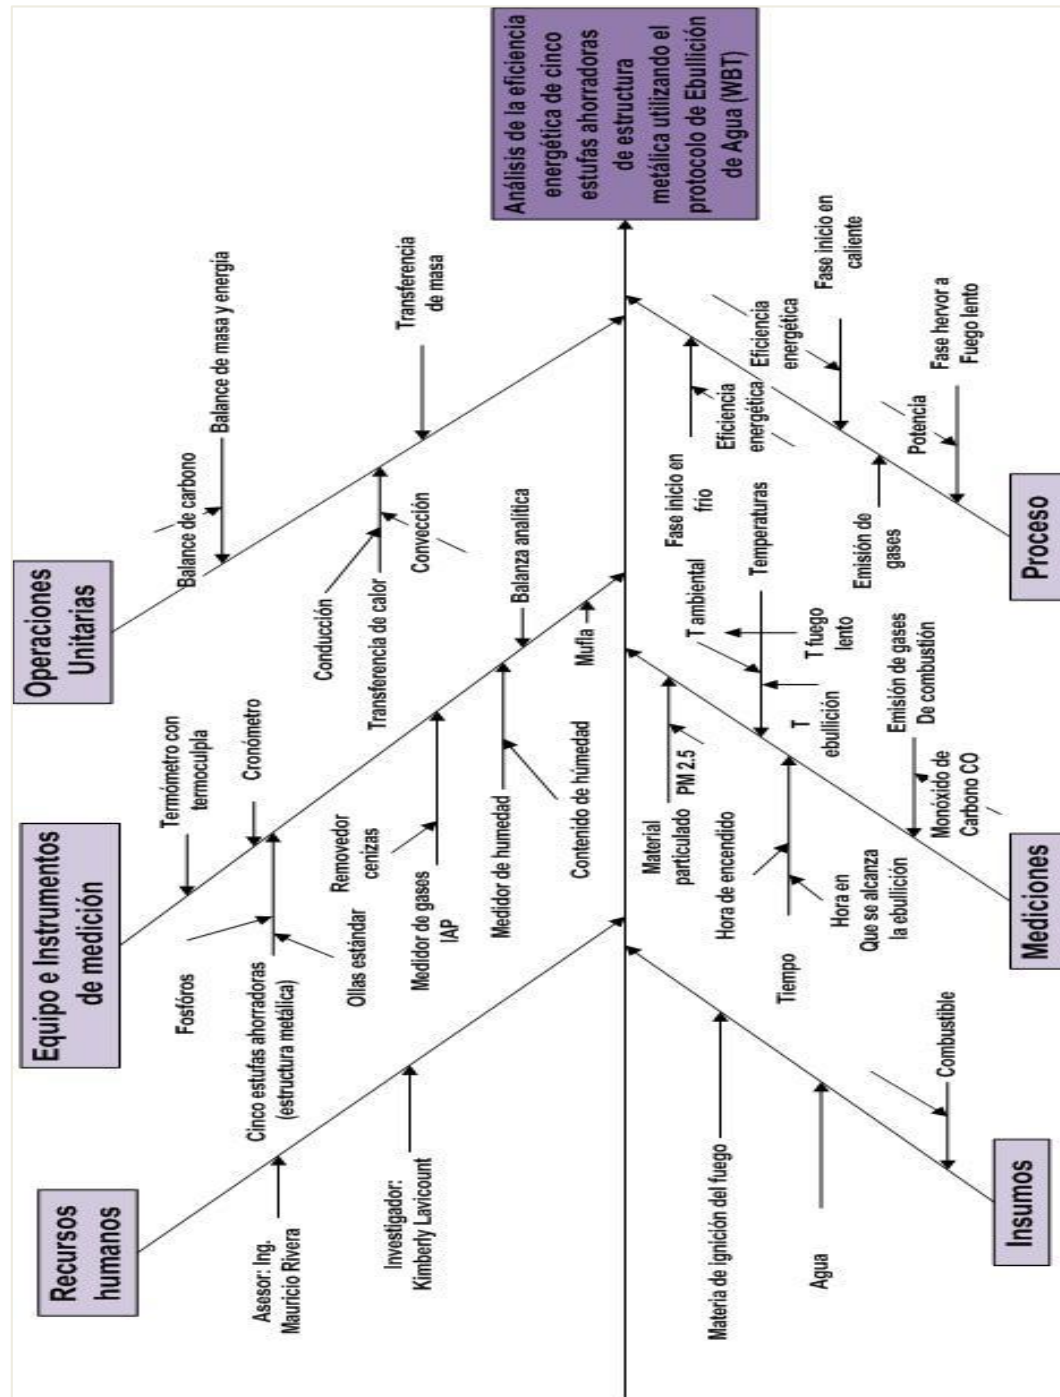 Recursos
humanos
Asesor: Ing.
Mauricio Rivera
Investigador:
Kimberly Lavicount
Equipo e Instrumentos
de medición
Termómetro con
termoculpla
Cronómetro
Fosfóros
Cinco estufas ahorradoras
(estructura metálica)
Ollas estándar
Removedor
cenizas
Medidor de gases
IAP
Medidor de humedad
Contenido de húmedad
Balanza analítica
Mufla
Operaciones
Unitarias
Balance de carbono
Balance de masa y energía
Conducción
Transferencia de calor
Convección
Transferencia
de masa
Análisis de la eficiencia
energética de cinco
estufas ahorradoras
de estructura
metálica utilizando el
protocolo de Ebullición
de Agua (WBT)
Materia de ignición del fuego
Agua
Combustible
Insumos
Material
particulado
PM 2.5
T ambiental
Temperaturas
T fuego
lento
T
ebullición
Hora de encendido
Tiempo
Hora en
Que se alcanza
la ebullición
Emisión de gases
De combustión
Monóxido de
Carbono CO
Mediciones
Fase inicio en
frío
Eficiencia
energética
Eficiencia
energética
Fase inicio en
caliente
Emisión de
gases
Potencia
Fase hervor a
Fuego lento
Proceso